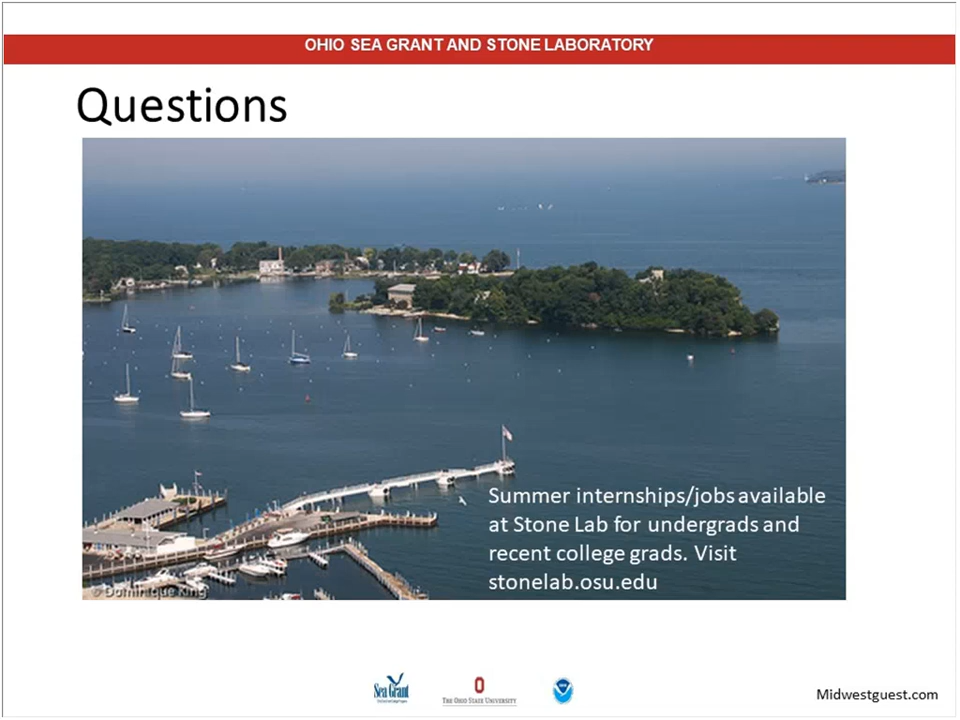 OHIO SEA GRANT AND STONE LABORATORY
Questions
Summer internships/jobs available
at Stone Lab for undergrads and
recent college grads. Visit
stonelab.osu.edu
© Dominique King
Sea Grant
THE OHIO STATE UNIVERSITY
Midwestguest.com